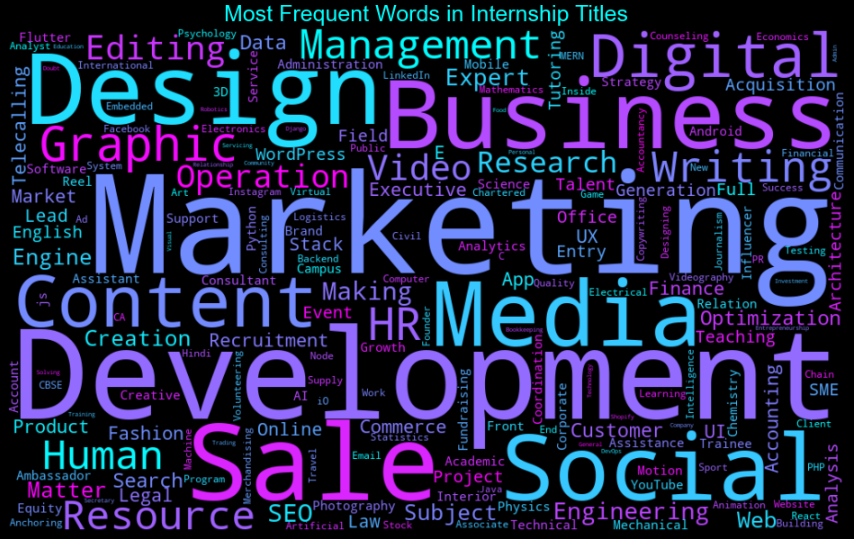 Most Frequent Words in Internship Titles
Flutter Editing Psychology Management Digital Counseling Economics
Analyst Education Data MERN Admin
International Administration Mobile LinkedIn Tutoring Inside Strategy
Design Service Expert Mathematics Acquisition
Telecalling Embedded 3D Business Communication
Facebook Electronics Food Android Accountancy
Graphic Robotics Django Field Public
Software System WordPress E Research Writing Financial
Operation Video Executive Science Talent Generation Full Success
Market Reel Art Instagram Virtual Chartered Game New
Lead Ad Support Python Logistics Brand Office Copywriting Designing Journalism Influencer Architecture
English Consulting Stack Civil Analytics UX PR Testing
Engine Marketing Backend Campus C Entry Videography
Assistant Consultant Computer Quality App Finance Investment
js Content Making Media Electrical Relation
CA Event HR Founder Bookkeeping Optimization
Creation Recruitment Growth Teaching Entrepreneurship
Account Hindi Node Coordination Intelligence Chain
CBSE Creative Volunteering AI Supply Development Technology Learning
Solving Training iO Work Shopify SME
Product Fashion Online Commerce Fundraising Front End Corporate Customer UI Chemistry Accounting Client
Human Sale Statistics General Company Assistance Trainee
Ambassador Search Machine Merchandising Trading Email Academic Social DevOps Sport PHP Analysis
Matter Legal Program Travel Project Motion YouTube
Equity Secretary Photography Interior Java Animation Website
Anchoring Resource SEO Law Subject Physics Engineering Web React
Artificial Stock Associate Technical Mechanical Building